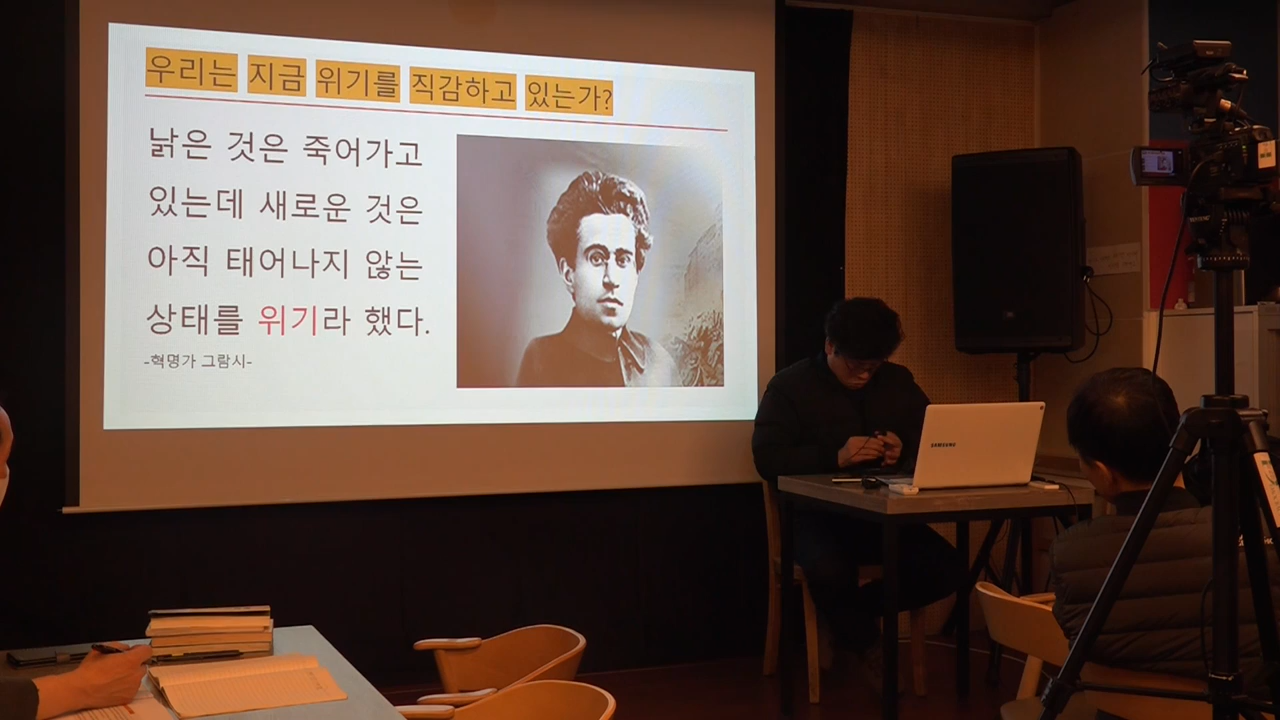 우리는 지금 위기를 직감하고 있는가?
낡은 것은 죽어가고
있는데 새로운 것은
아직 태어나지 않는
상태를 위기라 했다.
-혁명가 그람시-
SAMSUNG